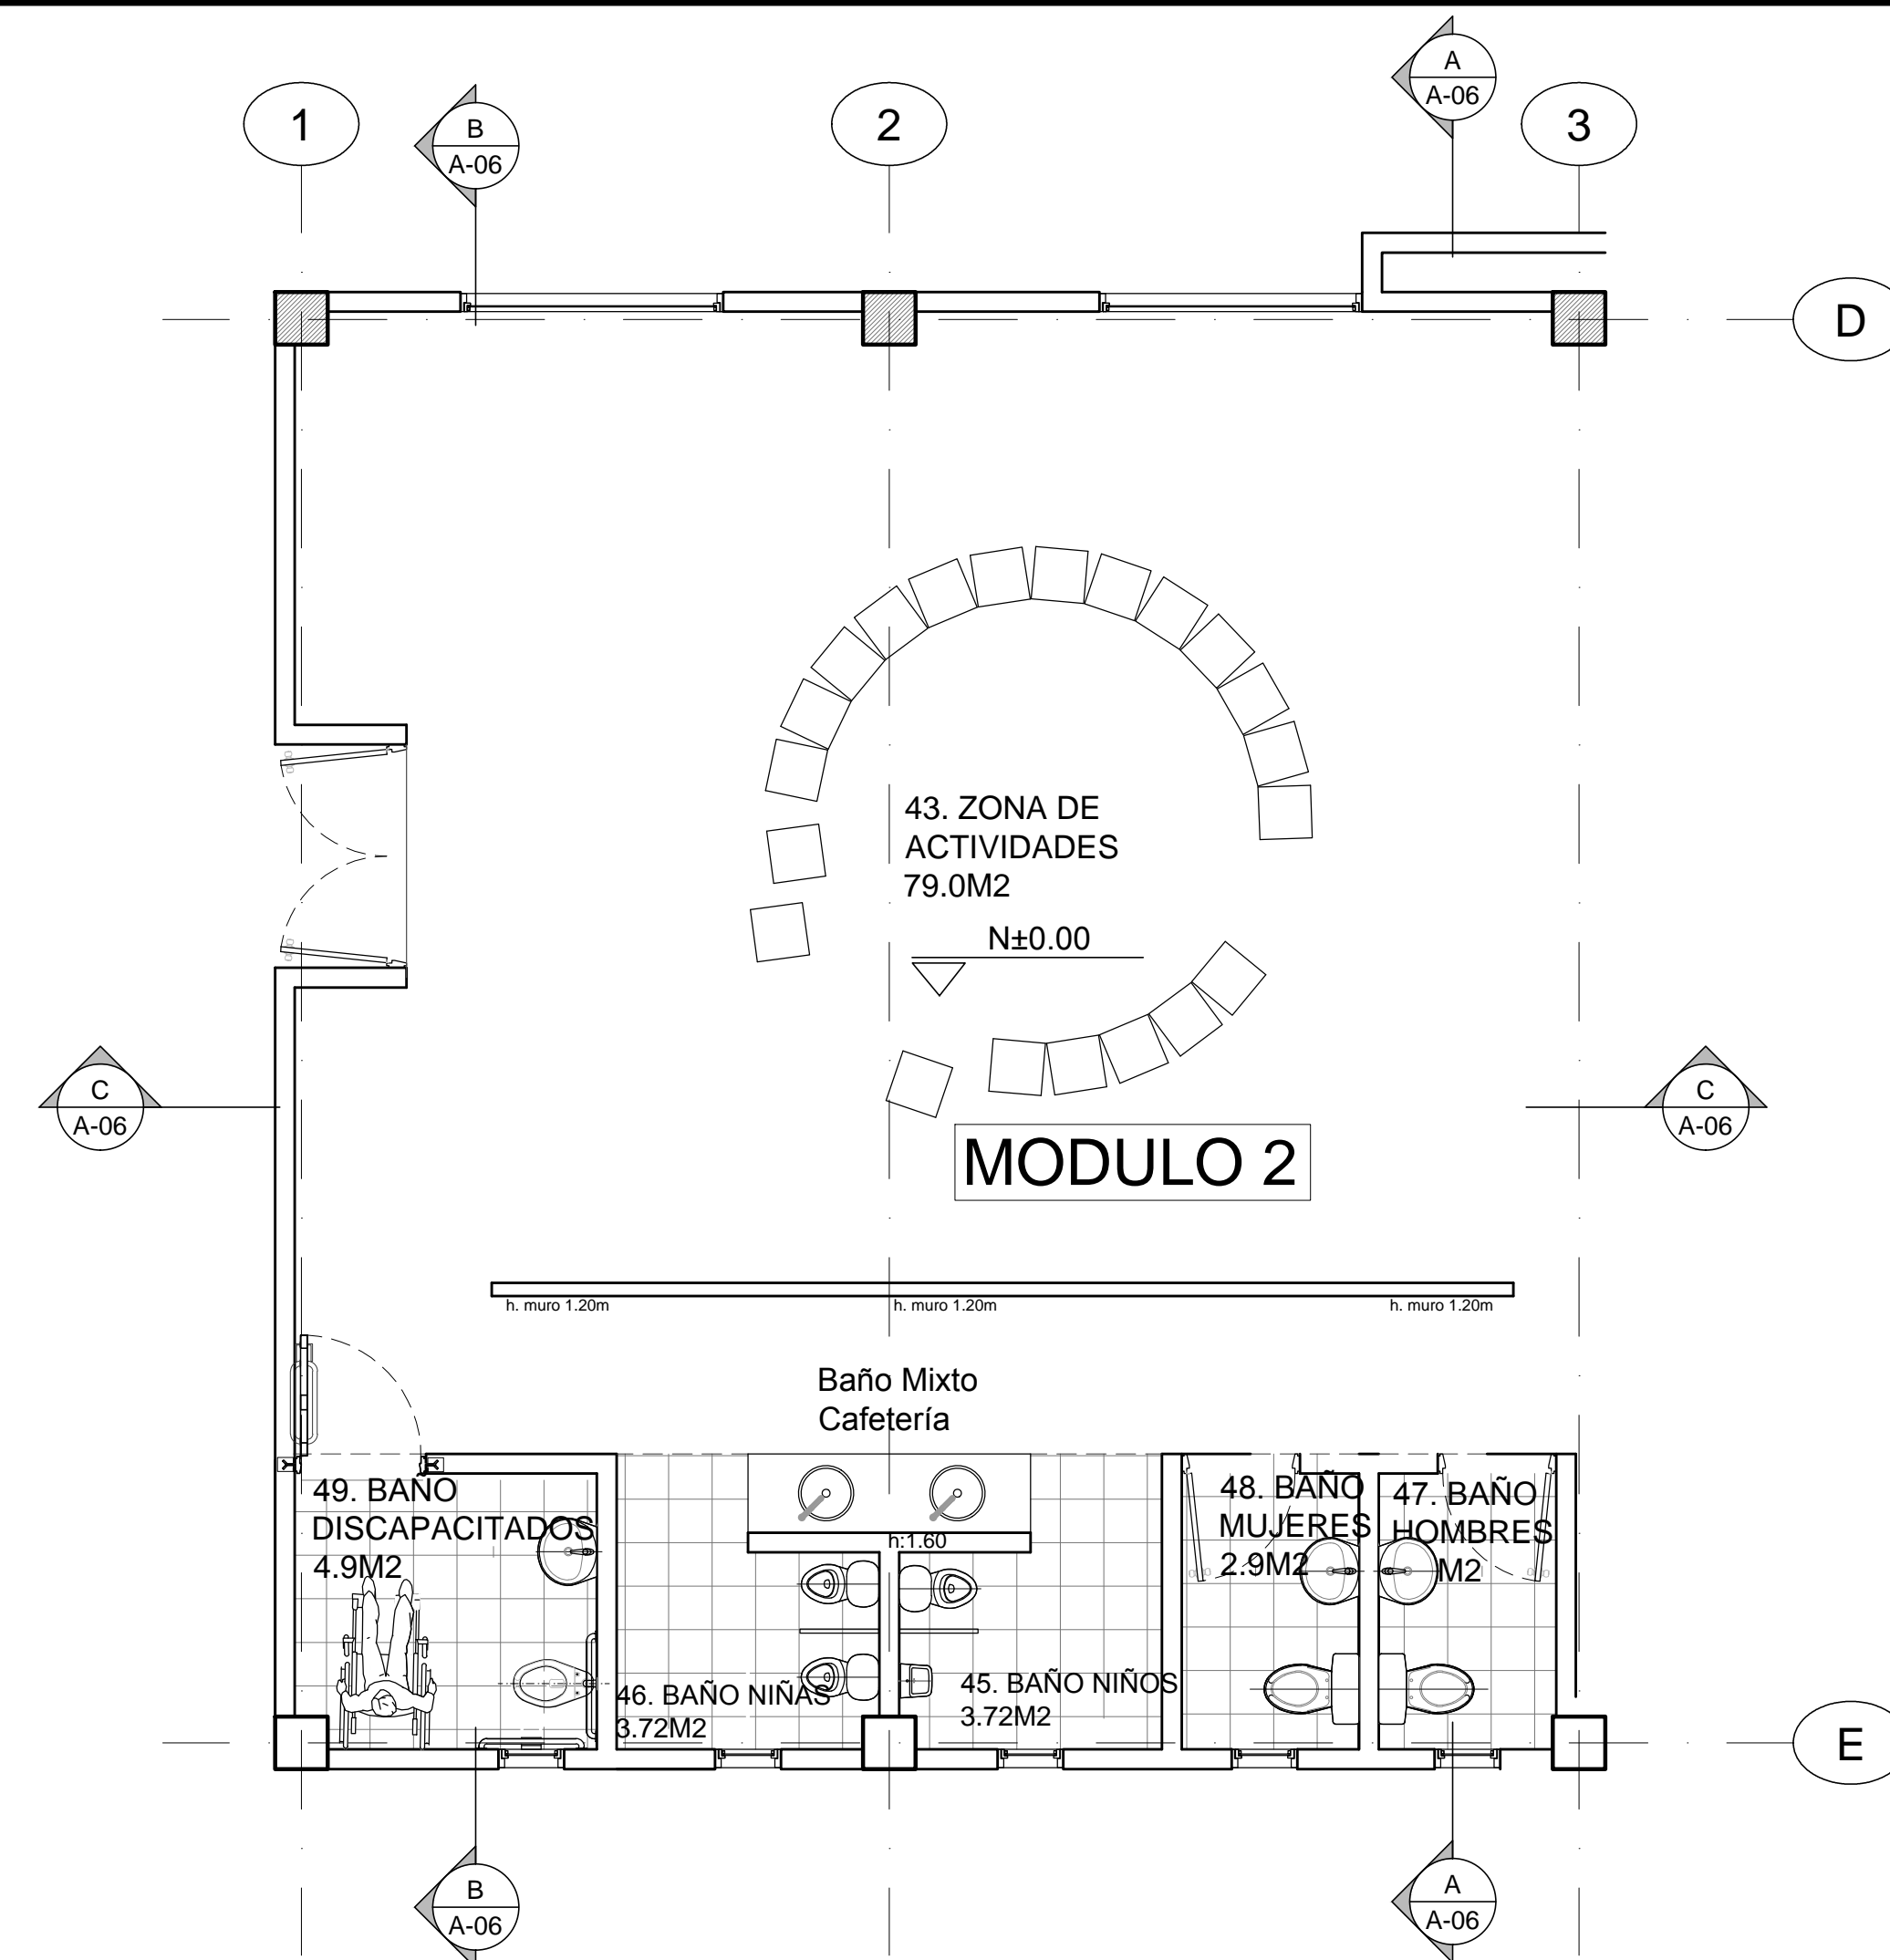 A
A-06
1
B
A-06
2
3
D
43. ZONA DE
ACTIVIDADES
79.0M2
N±0.00
C
A-06
C
A-06
MODULO 2
h. muro 1.20m
h. muro 1.20m
h. muro 1.20m
Baño Mixto
Cafetería
49. BAÑO
DISCAPACITADOS
4.9M2
h:1.60
48. BAÑO
MUJERES
2.9M2
47. BAÑO
HOMBRES
M2
46. BAÑO NIÑAS
3.72M2
45. BAÑO NIÑOS
3.72M2
E
B
A-06
A
A-06